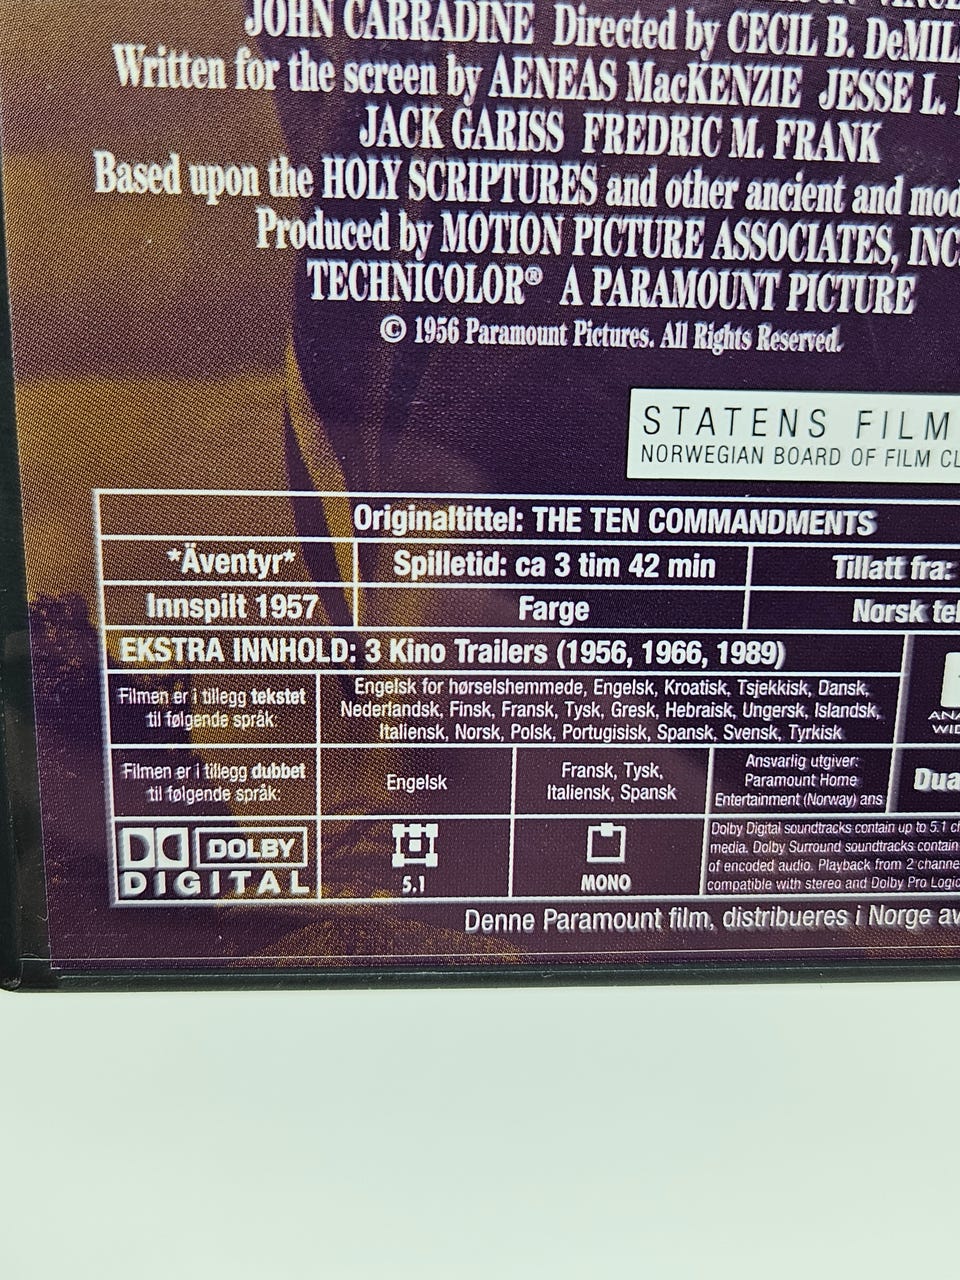 JOHN CARRADINE Directed by CECIL B. DeMIL
Written for the screen by AENEAS MacKENZIE JESSE L.
JACK GARISS FREDRIC M. FRANK
Based upon the HOLY SCRIPTURES and other ancient and mod
Produced by MOTION PICTURE ASSOCIATES, INC.
TECHNICOLOR® A PARAMOUNT PICTURE
© 1956 Paramount Pictures. All Rights Reserved.
STATENS FILM
NORWEGIAN BOARD OF FILM CL
Originaltittel: THE TEN COMMANDMENTS
*Äventyr* Spilletid: ca 3 tim 42 min Tillatt fra:
Innspilt 1957 Farge Norsk tek
EKSTRA INNHOLD: 3 Kino Trailers (1956, 1966, 1989)
Filmen er i tillegg tekstet
til følgende språk:
Engelsk for hørselshemmede, Engelsk, Kroatisk, Tsjekkisk, Dansk,
Nederlandsk, Finsk, Fransk, Tysk, Gresk, Hebraisk, Ungersk, Islandsk,
Italiensk, Norsk, Polsk, Portugisisk, Spansk, Svensk, Tyrkisk
ANA
WID
Filmen er i tillegg dubbet
til følgende språk:
Engelsk
Fransk, Tysk,
Italiensk, Spansk
Ansvarlig utgiver:
Paramount Home
Entertainment (Norway) ans
Dua
DOLBY
DIGITAL
5.1
MONO
Dolby Digital soundtracks contain up to 5.1 ch
media. Dolby Surround soundtracks contain
of encoded audio. Playback from 2 channe
compatible with stereo and Dolby Pro Logic
Denne Paramount film, distribueres i Norge av